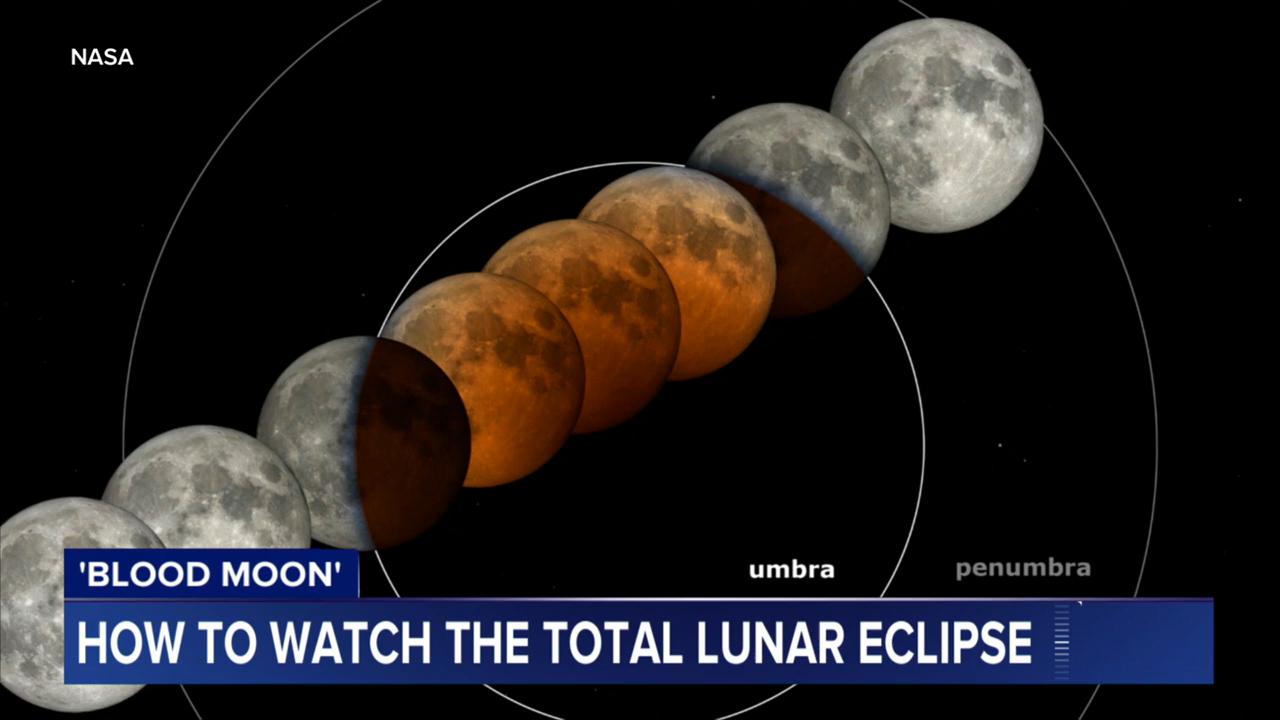 NASA
umbra
penumbra
'BLOOD MOON'
HOW TO WATCH THE TOTAL LUNAR ECLIPSE